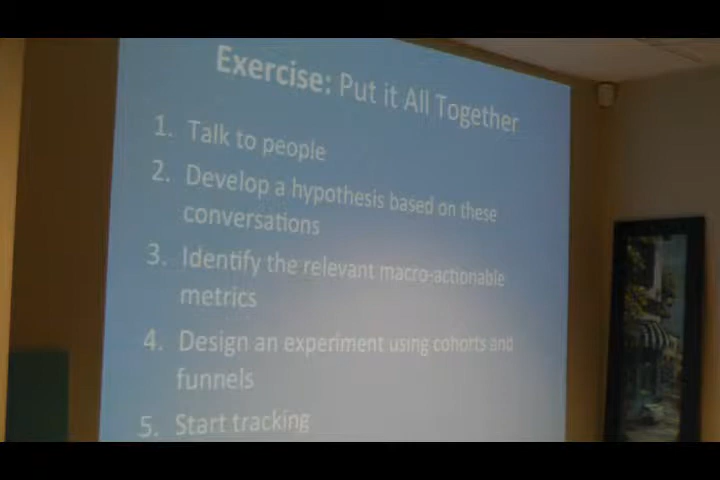 Exercise: Put it All Together
1. Talk to people
2. Develop a hypothesis based on these
conversations
3. Identify the relevant macro-actionable
metrics
4. Design an experiment using cohorts and
funnels
5. Start tracking